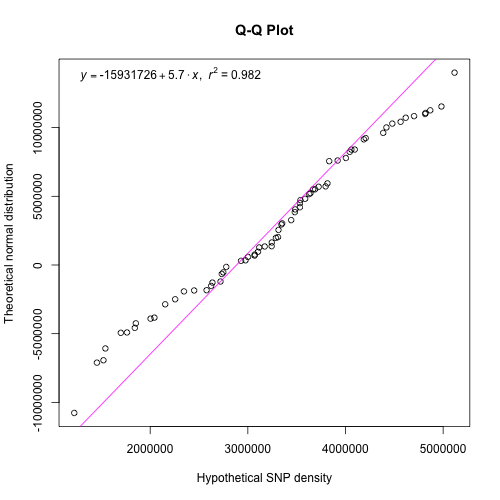 Q-Q Plot
y = -15931726 + 5.7 · x,  r² = 0.982
Theoretical normal distribution
10000000
5000000
0
-5000000
-10000000
2000000 3000000 4000000 5000000
Hypothetical SNP density